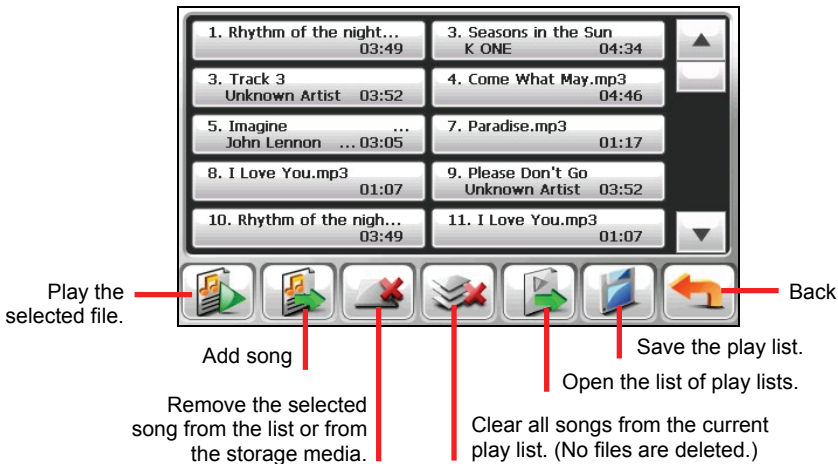 1. Rhythm of the night...
03:49
3. Seasons in the Sun
K ONE 04:34
3. Track 3
Unknown Artist 03:52
4. Come What May.mp3
04:46
5. Imagine ...
John Lennon ... 03:05
7. Paradise.mp3
01:17
8. I Love You.mp3
01:07
9. Please Don't Go
Unknown Artist 03:52
10. Rhythm of the nigh...
03:49
11. I Love You.mp3
01:07
Play the
selected file.
Back
Add song
Save the play list.
Open the list of play lists.
Remove the selected
song from the list or from
the storage media.
Clear all songs from the current
play list. (No files are deleted.)